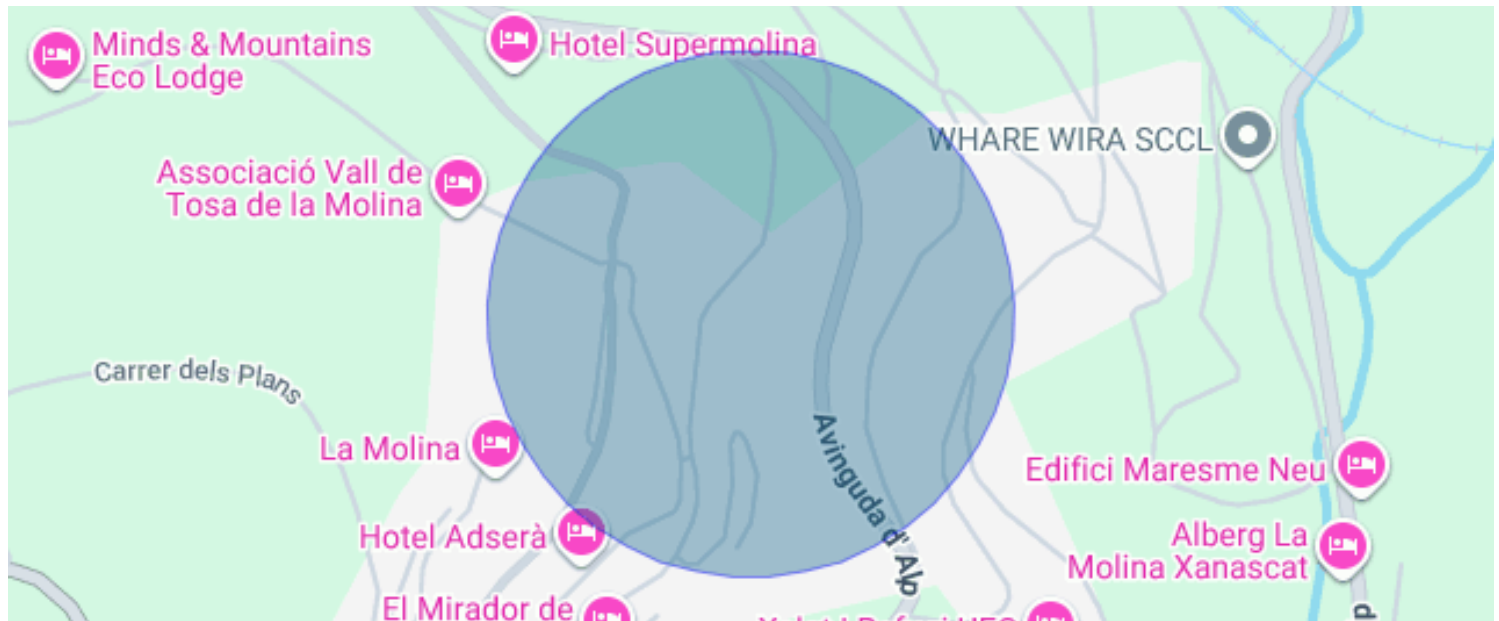 Minds & Mountains
Eco Lodge
Hotel Supermolina
WHARE WIRA SCCL
Associació Vall de
Tosa de la Molina
Carrer dels Plans
La Molina
Avinguda d'Alp
Edifici Maresme Neu
Hotel Adserà
Alberg La
Molina Xanascat
El Mirador de